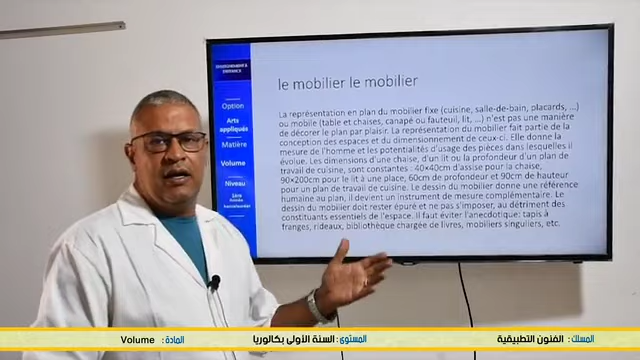 ENVIRONNEMENT & DISTANCE
Option
Arts
appliqués
Matière
Volume
Niveau
1ère
Année
baccalauréat
le mobilier le mobilier
La représentation en plan du mobilier fixe (cuisine, salle-de-bain, placards, …)
ou mobile (table et chaises, canapé ou fauteuil, lit, …) n'est pas une manière
de décorer le plan par plaisir. La représentation du mobilier fait partie de la
conception des espaces et du dimensionnement de ceux-ci. Elle donne la
mesure de l'homme et les potentialités d'usage des pièces dans lesquelles il
évolue. Les dimensions d'une chaise, d'un lit ou la profondeur d'un plan de
travail de cuisine, sont constantes : 40×40cm d'assise pour la chaise,
90×200cm pour le lit à une place, 60cm de profondeur et 90cm de hauteur
pour un plan de travail de cuisine. Le dessin du mobilier donne une référence
humaine au plan, il devient un instrument de mesure complémentaire. Le
dessin du mobilier doit rester épuré et ne pas s'imposer, au détriment des
constituants essentiels de l'espace. Il faut éviter l'anecdotique: tapis à
franges, rideaux, bibliothèque chargée de livres, mobiliers singuliers, etc.
المسلك: الفنون التطبيقية
المستوى: السنة الأولى بكالوريا
المادة: Volume